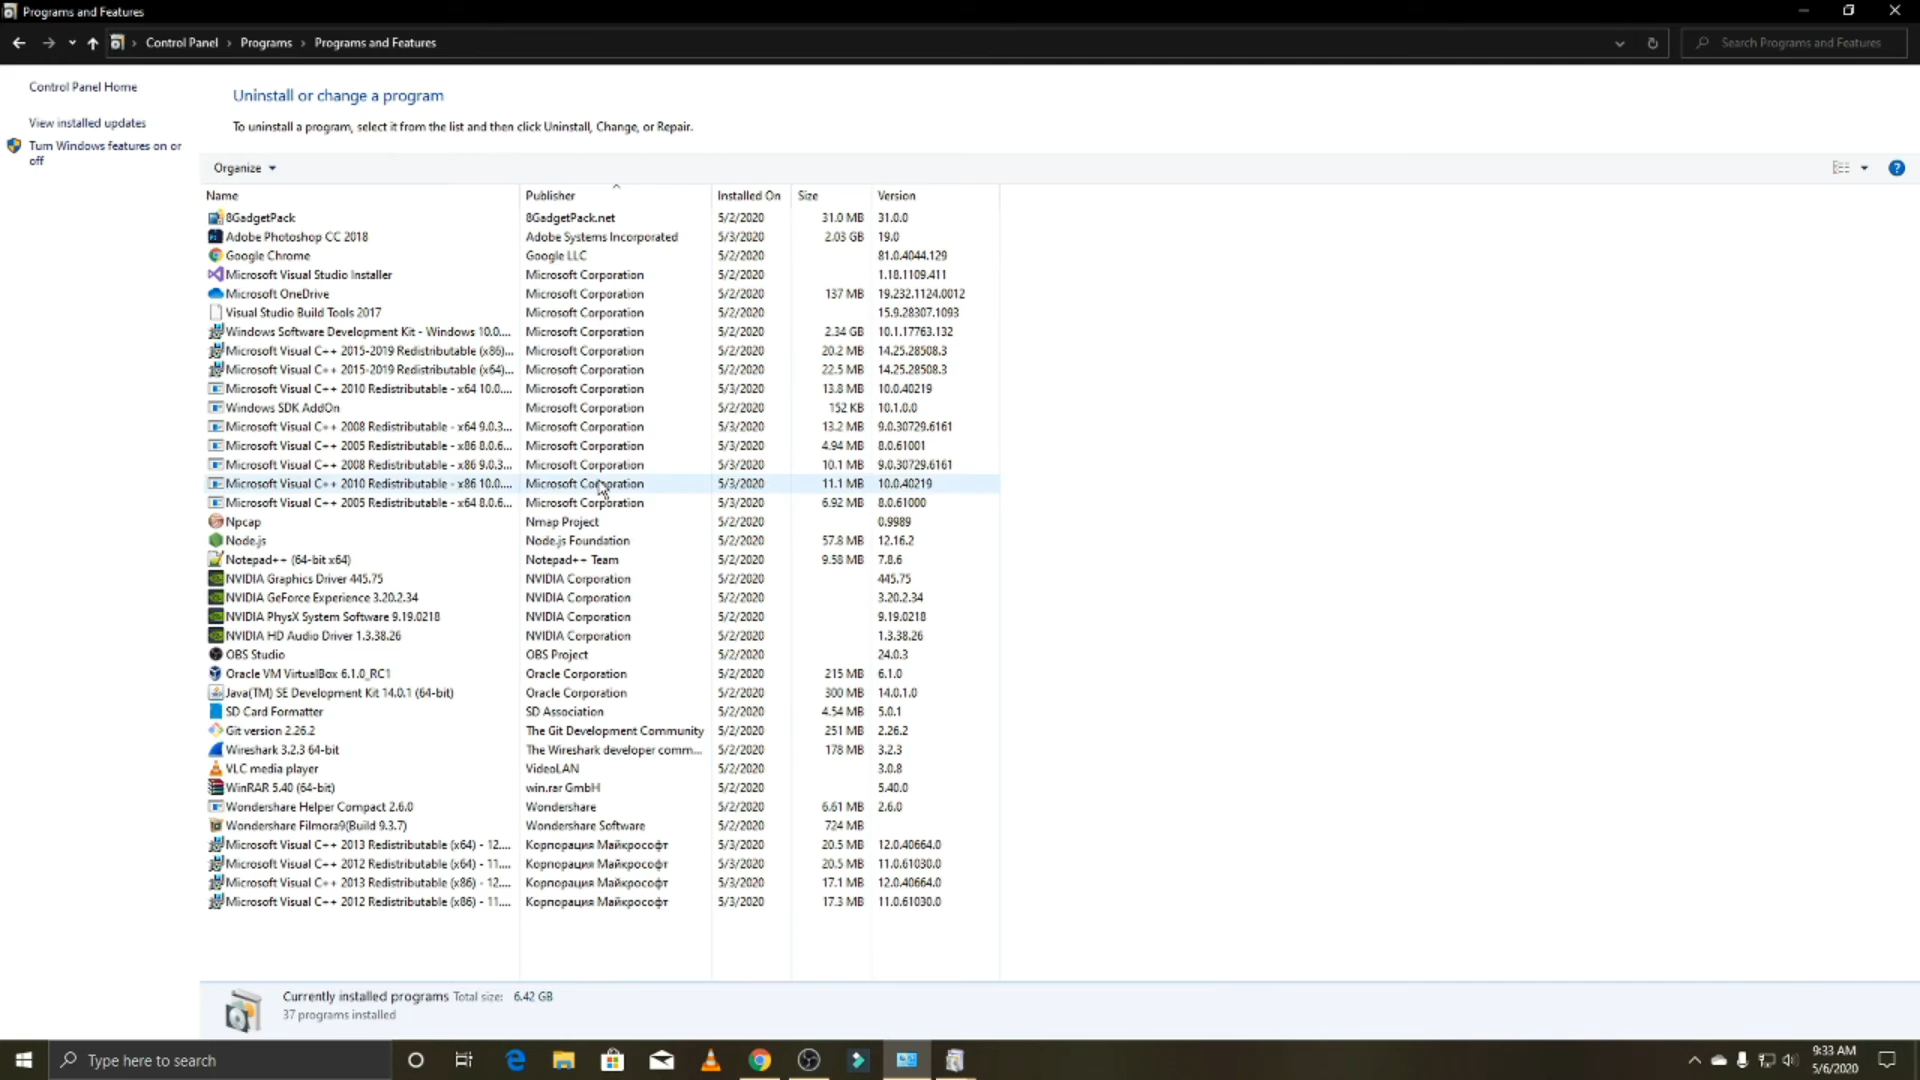 Programs and Features
Control Panel > Programs > Programs and Features
Search Programs and Features
Control Panel Home
View installed updates
Turn Windows features on or
off
Uninstall or change a program
To uninstall a program, select it from the list and then click Uninstall, Change, or Repair.
Organize
Name Publisher Installed On Size Version
8GadgetPack 8GadgetPack.net 5/2/2020 31.0 MB 31.0.0
Adobe Photoshop CC 2018 Adobe Systems Incorporated 5/3/2020 2.03 GB 19.0
Google Chrome Google LLC 5/2/2020 81.0.4044.129
Microsoft Visual Studio Installer Microsoft Corporation 5/2/2020 1.18.1109.411
Microsoft OneDrive Microsoft Corporation 5/2/2020 137 MB 19.232.1124.0012
Visual Studio Build Tools 2017 Microsoft Corporation 5/2/2020 15.9.28307.1093
Windows Software Development Kit - Windows 10.0.... Microsoft Corporation 5/2/2020 2.34 GB 10.1.17763.132
Microsoft Visual C++ 2015-2019 Redistributable (x86)... Microsoft Corporation 5/2/2020 20.2 MB 14.25.28508.3
Microsoft Visual C++ 2015-2019 Redistributable (x64)... Microsoft Corporation 5/2/2020 22.5 MB 14.25.28508.3
Microsoft Visual C++ 2010 Redistributable - x64 10.0.... Microsoft Corporation 5/3/2020 13.8 MB 10.0.40219
Windows SDK AddOn Microsoft Corporation 5/2/2020 152 KB 10.1.0.0
Microsoft Visual C++ 2008 Redistributable - x64 9.0.3... Microsoft Corporation 5/3/2020 13.2 MB 9.0.30729.6161
Microsoft Visual C++ 2005 Redistributable - x86 8.0.6... Microsoft Corporation 5/3/2020 4.94 MB 8.0.61001
Microsoft Visual C++ 2008 Redistributable - x86 9.0.3... Microsoft Corporation 5/3/2020 10.1 MB 9.0.30729.6161
Microsoft Visual C++ 2010 Redistributable - x86 10.0.... Microsoft Corporation 5/3/2020 11.1 MB 10.0.40219
Microsoft Visual C++ 2005 Redistributable - x64 8.0.6... Microsoft Corporation 5/3/2020 6.92 MB 8.0.61000
Npcap Nmap Project 5/2/2020 0.9989
Node.js Node.js Foundation 5/2/2020 57.8 MB 12.16.2
Notepad++ (64-bit x64) Notepad++ Team 5/2/2020 9.58 MB 7.8.6
NVIDIA Graphics Driver 445.75 NVIDIA Corporation 5/2/2020 445.75
NVIDIA GeForce Experience 3.20.2.34 NVIDIA Corporation 5/2/2020 3.20.2.34
NVIDIA PhysX System Software 9.19.0218 NVIDIA Corporation 5/2/2020 9.19.0218
NVIDIA HD Audio Driver 1.3.38.26 NVIDIA Corporation 5/2/2020 1.3.38.26
OBS Studio OBS Project 5/2/2020 24.0.3
Oracle VM VirtualBox 6.1.0_RC1 Oracle Corporation 5/2/2020 215 MB 6.1.0
Java(TM) SE Development Kit 14.0.1 (64-bit) Oracle Corporation 5/2/2020 300 MB 14.0.1.0
SD Card Formatter SD Association 5/2/2020 4.54 MB 5.0.1
Git version 2.26.2 The Git Development Community 5/2/2020 251 MB 2.26.2
Wireshark 3.2.3 64-bit The Wireshark developer comm... 5/2/2020 178 MB 3.2.3
VLC media player VideoLAN 5/2/2020 3.0.8
WinRAR 5.40 (64-bit) win.rar GmbH 5/2/2020 5.40.0
Wondershare Helper Compact 2.6.0 Wondershare 5/2/2020 6.61 MB 2.6.0
Wondershare Filmora9(Build 9.3.7) Wondershare Software 5/2/2020 724 MB
Microsoft Visual C++ 2013 Redistributable (x64) - 12.... Корпорация Майкрософт 5/3/2020 20.5 MB 12.0.40664.0
Microsoft Visual C++ 2012 Redistributable (x64) - 11.... Корпорация Майкрософт 5/3/2020 20.5 MB 11.0.61030.0
Microsoft Visual C++ 2013 Redistributable (x86) - 12.... Корпорация Майкрософт 5/3/2020 17.1 MB 12.0.40664.0
Microsoft Visual C++ 2012 Redistributable (x86) - 11.... Корпорация Майкрософт 5/3/2020 17.3 MB 11.0.61030.0
Currently installed programs Total size: 6.42 GB
37 programs installed
Type here to search
9:33 AM
5/6/2020